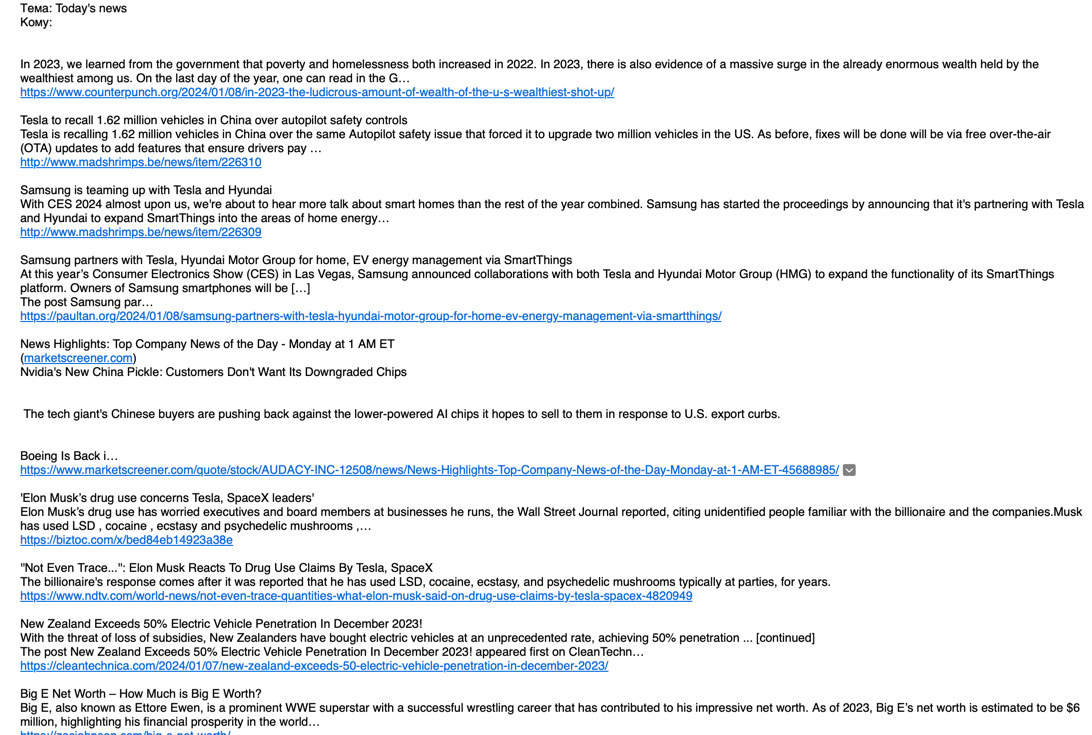 Тема: Today's news
Кому:
In 2023, we learned from the government that poverty and homelessness both increased in 2022. In 2023, there is also evidence of a massive surge in the already enormous wealth held by the
wealthiest among us. On the last day of the year, one can read in the G…
https://www.counterpunch.org/2024/01/08/in-2023-the-ludicrous-amount-of-wealth-of-the-u-s-wealthiest-shot-up/
Tesla to recall 1.62 million vehicles in China over autopilot safety controls
Tesla is recalling 1.62 million vehicles in China over the same Autopilot safety issue that forced it to upgrade two million vehicles in the US. As before, fixes will be done will be via free over-the-air
(OTA) updates to add features that ensure drivers pay …
http://www.madshrimps.be/news/item/226310
Samsung is teaming up with Tesla and Hyundai
With CES 2024 almost upon us, we're about to hear more talk about smart homes than the rest of the year combined. Samsung has started the proceedings by announcing that it's partnering with Tesla
and Hyundai to expand SmartThings into the areas of home energy…
http://www.madshrimps.be/news/item/226309
Samsung partners with Tesla, Hyundai Motor Group for home, EV energy management via SmartThings
At this year's Consumer Electronics Show (CES) in Las Vegas, Samsung announced collaborations with both Tesla and Hyundai Motor Group (HMG) to expand the functionality of its SmartThings
platform. Owners of Samsung smartphones will be […]
The post Samsung par…
https://paultan.org/2024/01/08/samsung-partners-with-tesla-hyundai-motor-group-for-home-ev-energy-management-via-smartthings/
News Highlights: Top Company News of the Day - Monday at 1 AM ET
(marketscreener.com)
Nvidia's New China Pickle: Customers Don't Want Its Downgraded Chips
The tech giant's Chinese buyers are pushing back against the lower-powered AI chips it hopes to sell to them in response to U.S. export curbs.
Boeing Is Back i…
https://www.marketscreener.com/quote/stock/AUDACY-INC-12508/news/News-Highlights-Top-Company-News-of-the-Day-Monday-at-1-AM-ET-45688985/
'Elon Musk's drug use concerns Tesla, SpaceX leaders'
Elon Musk's drug use has worried executives and board members at businesses he runs, the Wall Street Journal reported, citing unidentified people familiar with the billionaire and the companies.Musk
has used LSD , cocaine , ecstasy and psychedelic mushrooms ,…
https://biztoc.com/x/bed84eb14923a38e
"Not Even Trace...": Elon Musk Reacts To Drug Use Claims By Tesla, SpaceX
The billionaire's response comes after it was reported that he has used LSD, cocaine, ecstasy, and psychedelic mushrooms typically at parties, for years.
https://www.ndtv.com/world-news/not-even-trace-quantities-what-elon-musk-said-on-drug-use-claims-by-tesla-spacex-4820949
New Zealand Exceeds 50% Electric Vehicle Penetration In December 2023!
With the threat of loss of subsidies, New Zealanders have bought electric vehicles at an unprecedented rate, achieving 50% penetration ... [continued]
The post New Zealand Exceeds 50% Electric Vehicle Penetration In December 2023! appeared first on CleanTechn…
https://cleantechnica.com/2024/01/07/new-zealand-exceeds-50-electric-vehicle-penetration-in-december-2023/
Big E Net Worth – How Much is Big E Worth?
Big E, also known as Ettore Ewen, is a prominent WWE superstar with a successful wrestling career that has contributed to his impressive net worth. As of 2023, Big E's net worth is estimated to be $6
million, highlighting his financial prosperity in the world…